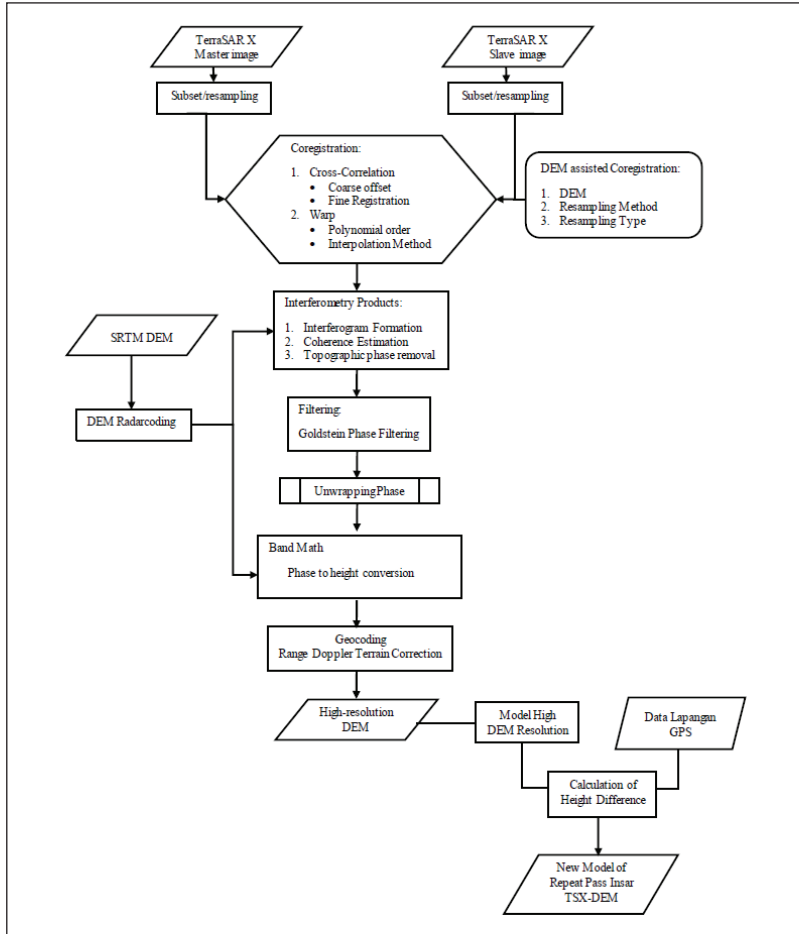 TerraSAR X
Master image
TerraSAR X
Slave image
Subset/resampling
Subset/resampling
Coregistration:
1. Cross-Correlation
• Coarse offset
• Fine Registration
2. Warp
• Polynomial order
• Interpolation Method
DEM assisted Coregistration:
1. DEM
2. Resampling Method
3. Resampling Type
Interferometry Products:
1. Interferogram Formation
2. Coherence Estimation
3. Topographic phase removal
SRTM DEM
DEM Radarcoding
Filtering:
Goldstein Phase Filtering
UnwrappingPhase
Band Math
Phase to height conversion
Geocoding
Range Doppler Terrain Correction
High-resolution
DEM
Model High
DEM Resolution
Data Lapangan
GPS
Calculation of
Height Difference
New Model of
Repeat Pass Insar
TSX-DEM